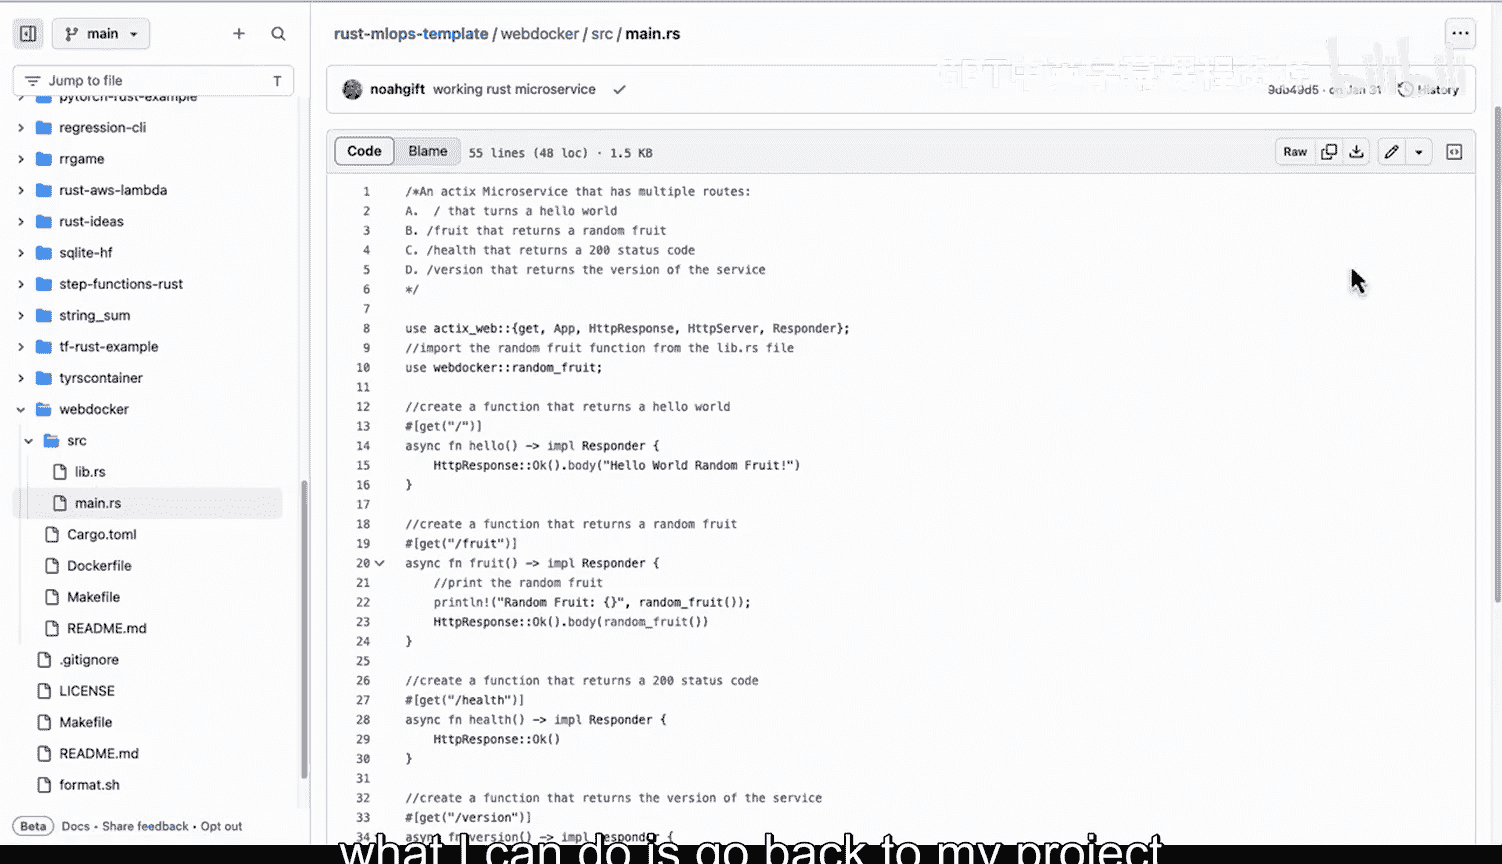 main
Jump to file
T
pytorch-rust-example
regression-cli
rrgame
rust-aws-lambda
rust-ideas
sqlite-hf
step-functions-rust
string_sum
tf-rust-example
tyrscontainer
webdocker
src
lib.rs
main.rs
Cargo.toml
Dockerfile
Makefile
README.md
.gitignore
LICENSE
Makefile
README.md
format.sh
Beta Docs • Share feedback • Opt out
rust-mlops-template / webdocker / src / main.rs
bilibili
noahgift working rust microservice
9db49d5 · on Jan 31 History
Code Blame 55 lines (48 loc) · 1.5 KB
Raw
1 /*An actix Microservice that has multiple routes:
2 A.  / that turns a hello world
3 B. /fruit that returns a random fruit
4 C. /health that returns a 200 status code
5 D. /version that returns the version of the service
6 */
7
8 use actix_web::{get, App, HttpResponse, HttpServer, Responder};
9 //import the random fruit function from the lib.rs file
10 use webdocker::random_fruit;
11
12 //create a function that returns a hello world
13 #[get("/")]
14 async fn hello() -> impl Responder {
15     HttpResponse::Ok().body("Hello World Random Fruit!")
16 }
17
18 //create a function that returns a random fruit
19 #[get("/fruit")]
20 async fn fruit() -> impl Responder {
21     //print the random fruit
22     println!("Random Fruit: {}", random_fruit());
23     HttpResponse::Ok().body(random_fruit())
24 }
25
26 //create a function that returns a 200 status code
27 #[get("/health")]
28 async fn health() -> impl Responder {
29     HttpResponse::Ok()
30 }
31
32 //create a function that returns the version of the service
33 #[get("/version")]
34 async fn version() -> impl Responder {
what I can do is go back to my project